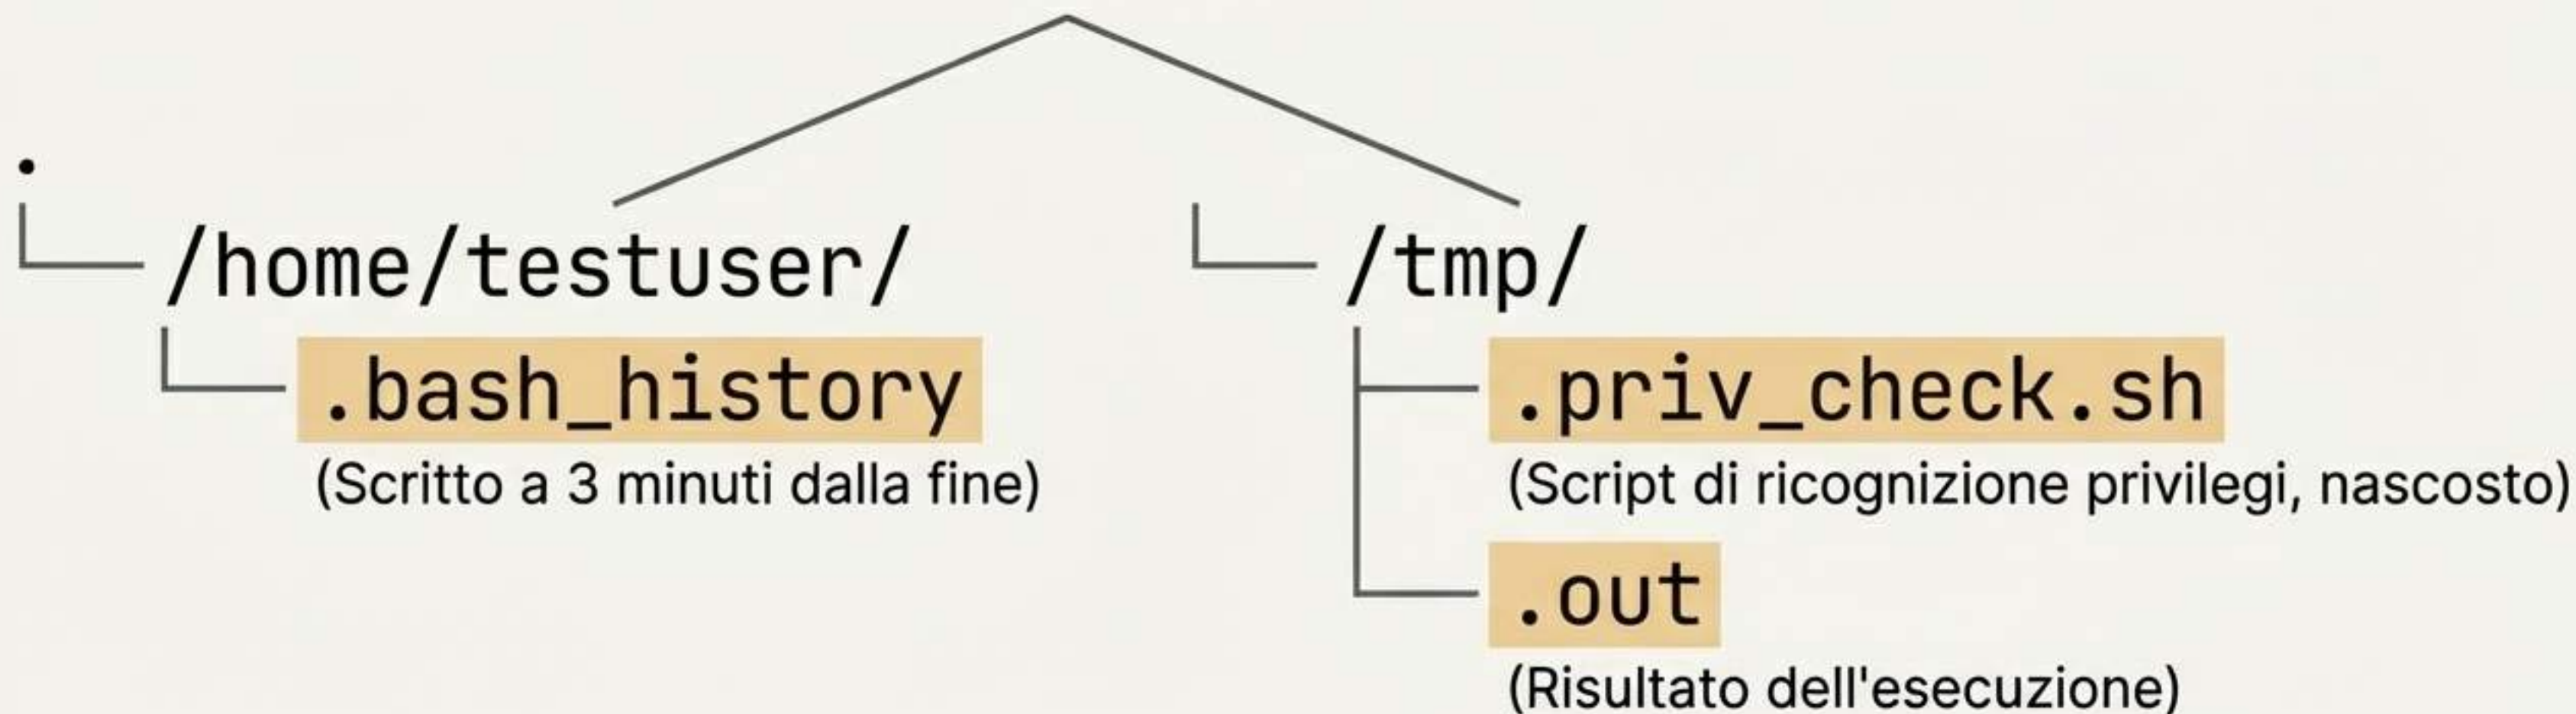 .
/home/testuser/
.bash_history
(Scritto a 3 minuti dalla fine)
/tmp/
.priv_check.sh
(Script di ricognizione privilegi, nascosto)
.out
(Risultato dell'esecuzione)